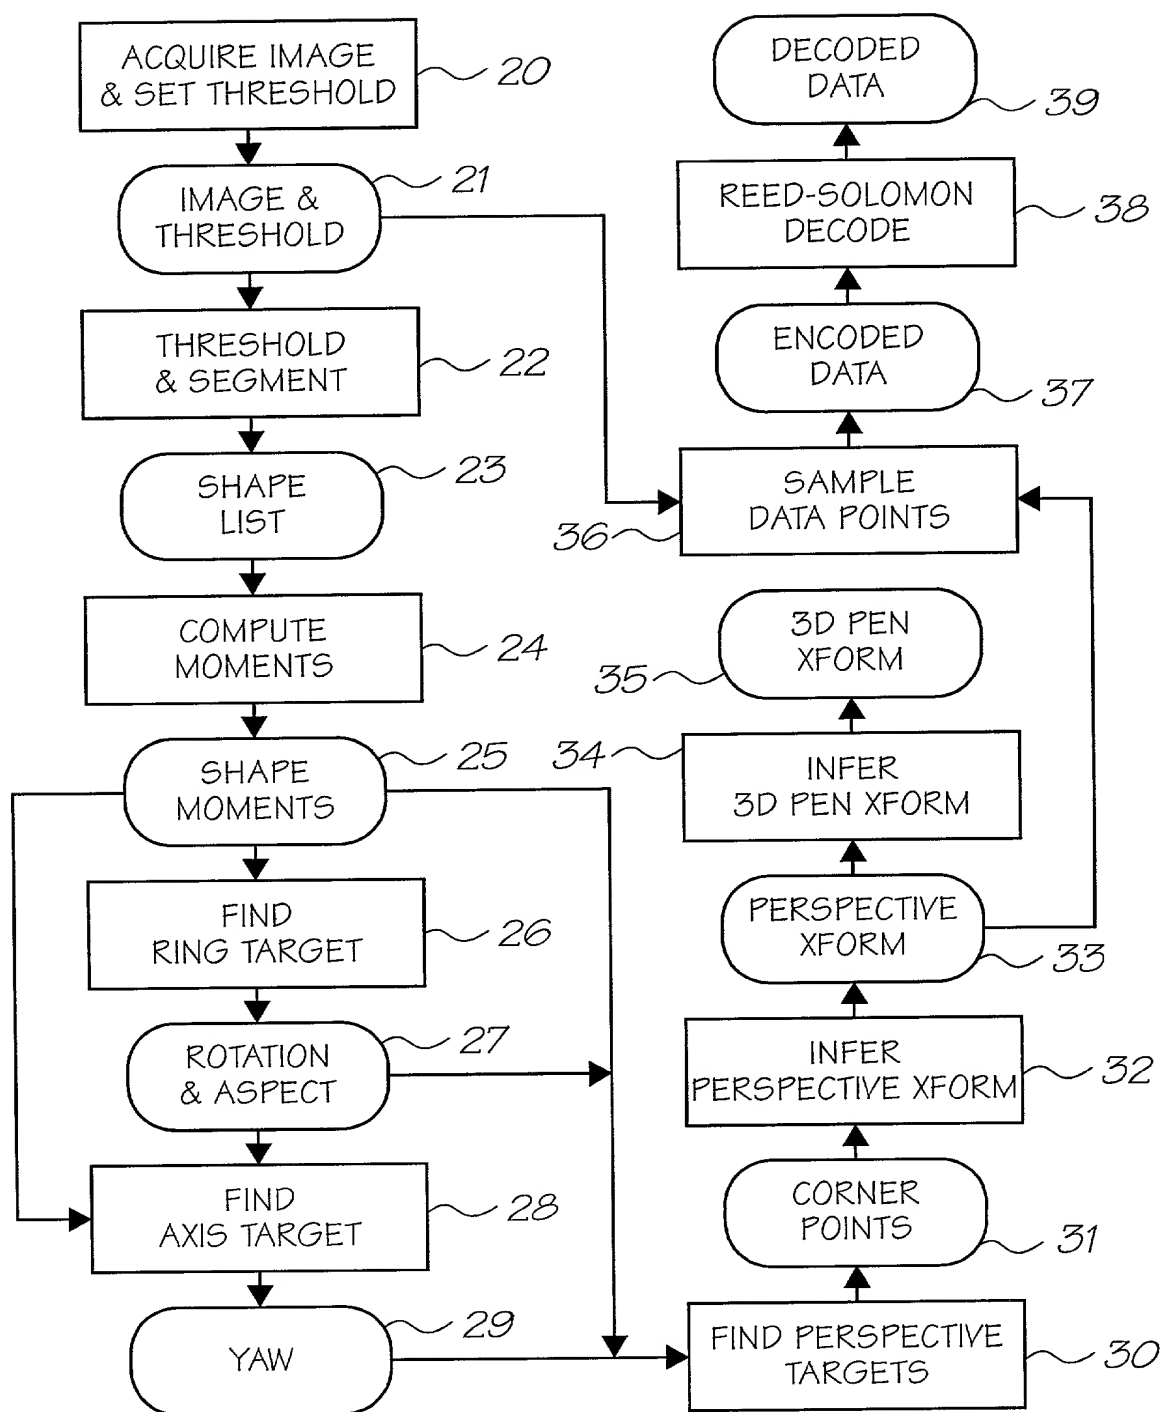 ACQUIRE IMAGE
& SET THRESHOLD
20
IMAGE &
THRESHOLD
21
THRESHOLD
& SEGMENT
22
SHAPE
LIST
23
COMPUTE
MOMENTS
24
SHAPE
MOMENTS
25
FIND
RING TARGET
26
ROTATION
& ASPECT
27
FIND
AXIS TARGET
28
YAW
29
DECODED
DATA
39
REED-SOLOMON
DECODE
38
ENCODED
DATA
37
SAMPLE
DATA POINTS
36
3D PEN
XFORM
35
INFER
3D PEN XFORM
34
PERSPECTIVE
XFORM
33
INFER
PERSPECTIVE XFORM
32
CORNER
POINTS
31
FIND PERSPECTIVE
TARGETS
30